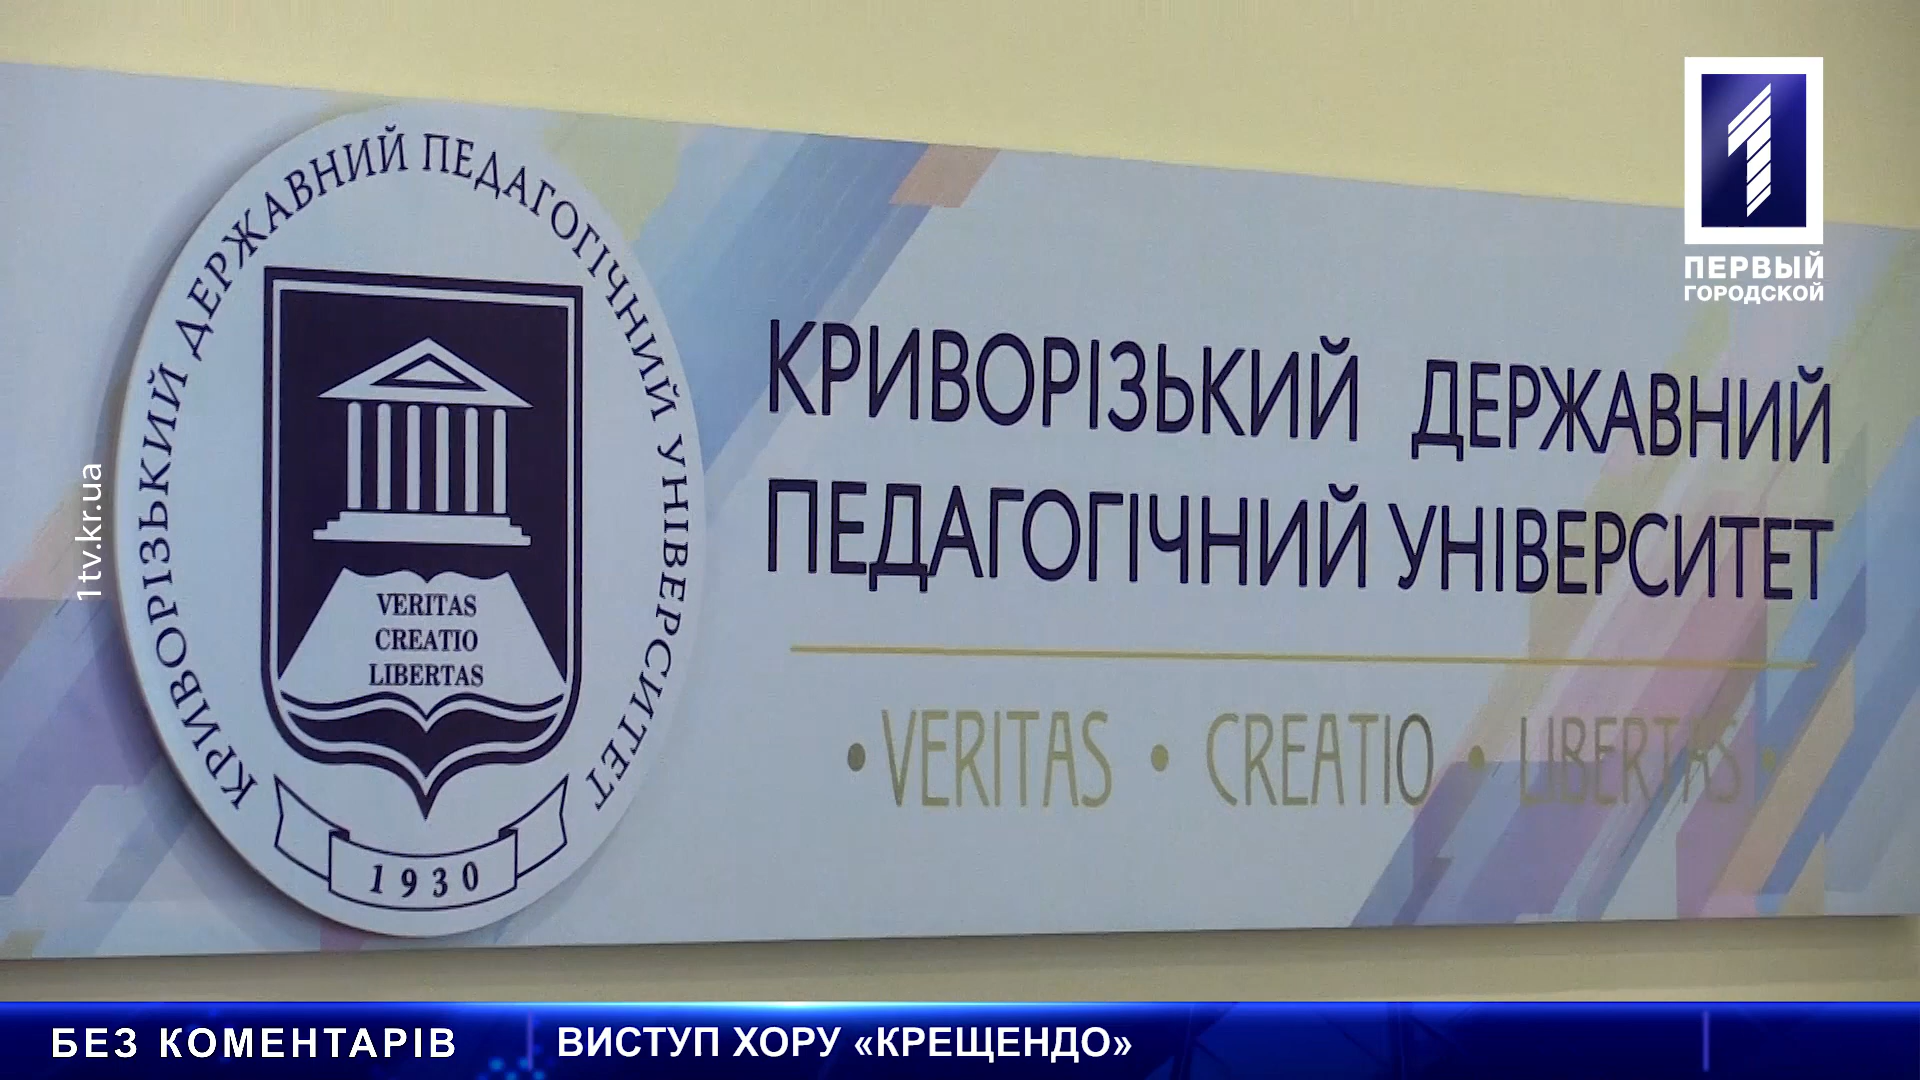 КРИВОРІЗЬКИЙ ДЕРЖАВНИЙ ПЕДАГОГІЧНИЙ УНІВЕРСИТЕТ
VERITAS
CREATIO
LIBERTAS
1930
КРИВОРІЗЬКИЙ ДЕРЖАВНИЙ
ПЕДАГОГІЧНИЙ УНІВЕРСИТЕТ
• VERITAS • CREATIO • LIBERTAS •
1
ПЕРВЫЙ
ГОРОДСКОЙ
1tv.kr.ua
БЕЗ КОМЕНТАРІВ
ВИСТУП ХОРУ «КРЕЩЕНДО»